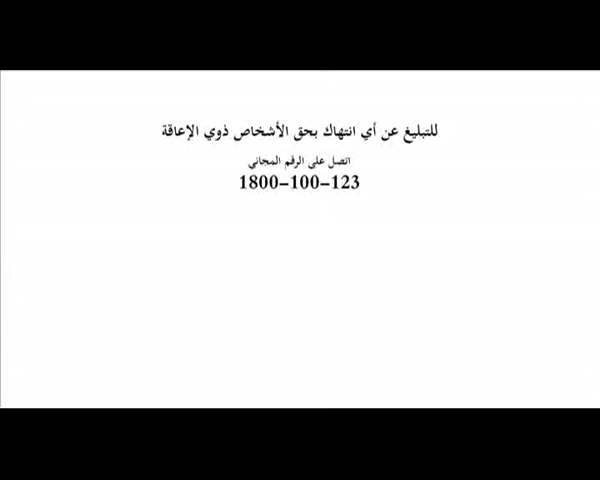 للتبليغ عن أي انتهاك بحق الأشخاص ذوي الإعاقة
اتصل على الرقم المجاني
1800-100-123